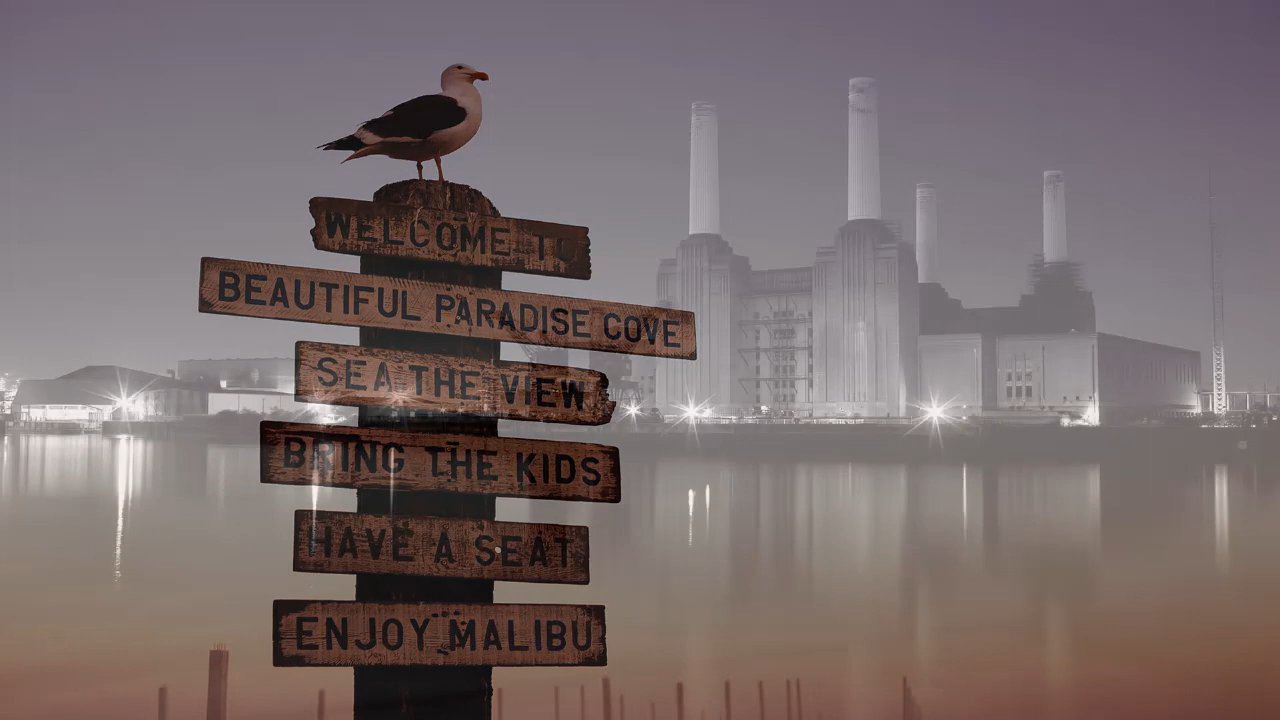 WELCOME TO
BEAUTIFUL PARADISE COVE
SEA THE VIEW
BRING THE KIDS
HAVE A SEAT
ENJOY MALIBU